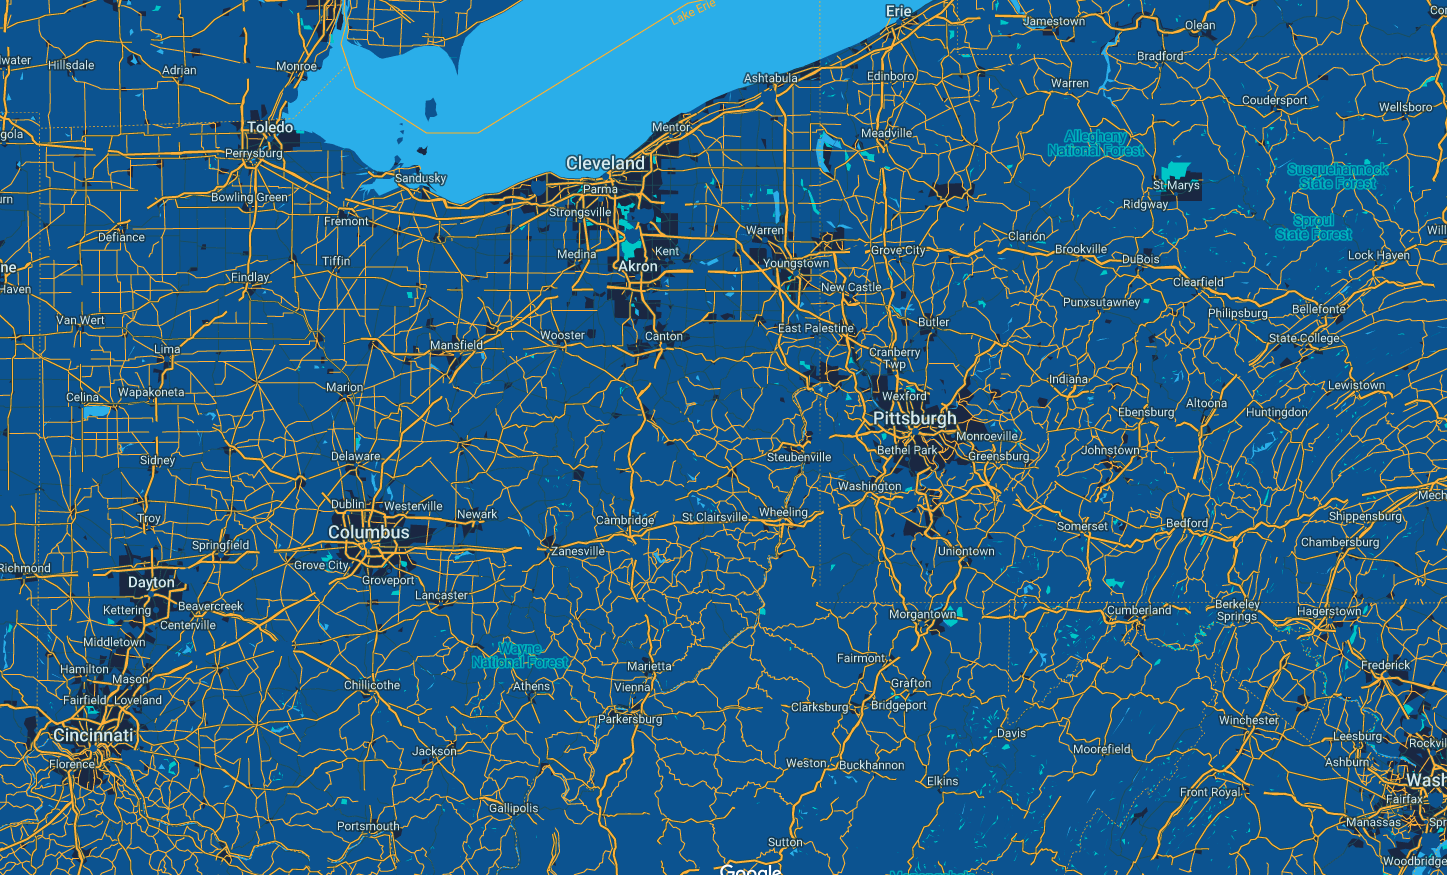 Lake Erie
Erie
Jamestown
Olean
Hillsdale
Adrian
Monroe
Bradford
Ashtabula
Edinboro
Warren
Coudersport
Wellsboro
Toledo
Mentor
Meadville
Allegheny
National Forest
Perrysburg
Cleveland
Sandusky
Parma
Susquehannock
State Forest
St Marys
Bowling Green
Ridgway
Fremont
Strongsville
Sproul
State Forest
Defiance
Warren
Clarion
Medina
Kent
Grove City
Brookville
Lock Haven
Tiffin
Akron
Youngstown
DuBois
Findlay
New Castle
Clearfield
Punxsutawney
Philipsburg
Bellefonte
Van Wert
East Palestine
Butler
Wooster
Canton
State College
Lima
Mansfield
Cranberry
Twp
Marion
Indiana
Lewistown
Celina
Wapakoneta
Wexford
Altoona
Ebensburg
Huntingdon
Pittsburgh
Monroeville
Delaware
Steubenville
Bethel Park
Greensburg
Johnstown
Sidney
Washington
Dublin
Westerville
Newark
Troy
Cambridge
St Clairsville
Wheeling
Shippensburg
Columbus
Somerset
Bedford
Springfield
Zanesville
Uniontown
Chambersburg
Richmond
Grove City
Dayton
Groveport
Lancaster
Kettering
Beavercreek
Centerville
Morgantown
Cumberland
Berkeley
Springs
Hagerstown
Middletown
Wayne
National Forest
Fairmont
Hamilton
Mason
Marietta
Frederick
Chillicothe
Athens
Vienna
Grafton
Fairfield
Loveland
Clarksburg
Bridgeport
Parkersburg
Winchester
Cincinnati
Davis
Leesburg
Jackson
Moorefield
Florence
Weston
Buckhannon
Ashburn
Elkins
Front Royal
Gallipolis
Fairfax
Portsmouth
Manassas
Sutton
Woodbridge
Google